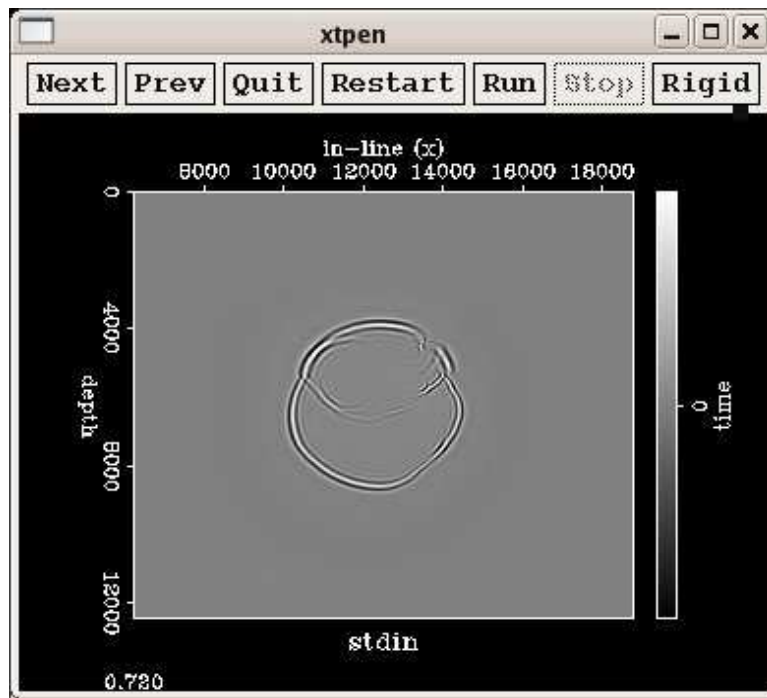 xtpen
Next Prev Quit Restart Run Stop Rigid
In-line (x)
8000 10000 12000 14000 16000 18000
0
4000
8000
12000
depth
0
time
stdin
0.720